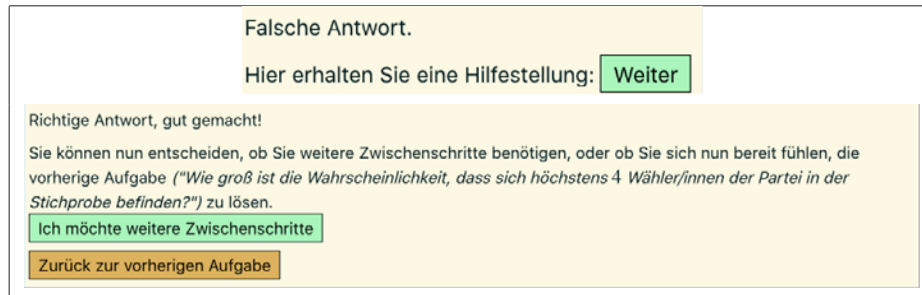 Falsche Antwort.
Hier erhalten Sie eine Hilfestellung: Weiter
Richtige Antwort, gut gemacht!
Sie können nun entscheiden, ob Sie weitere Zwischenschritte benötigen, oder ob Sie sich nun bereit fühlen, die
vorherige Aufgabe ("Wie groß ist die Wahrscheinlichkeit, dass sich höchstens 4 Wähler/innen der Partei in der
Stichprobe befinden?") zu lösen.
Ich möchte weitere Zwischenschritte
Zurück zur vorherigen Aufgabe